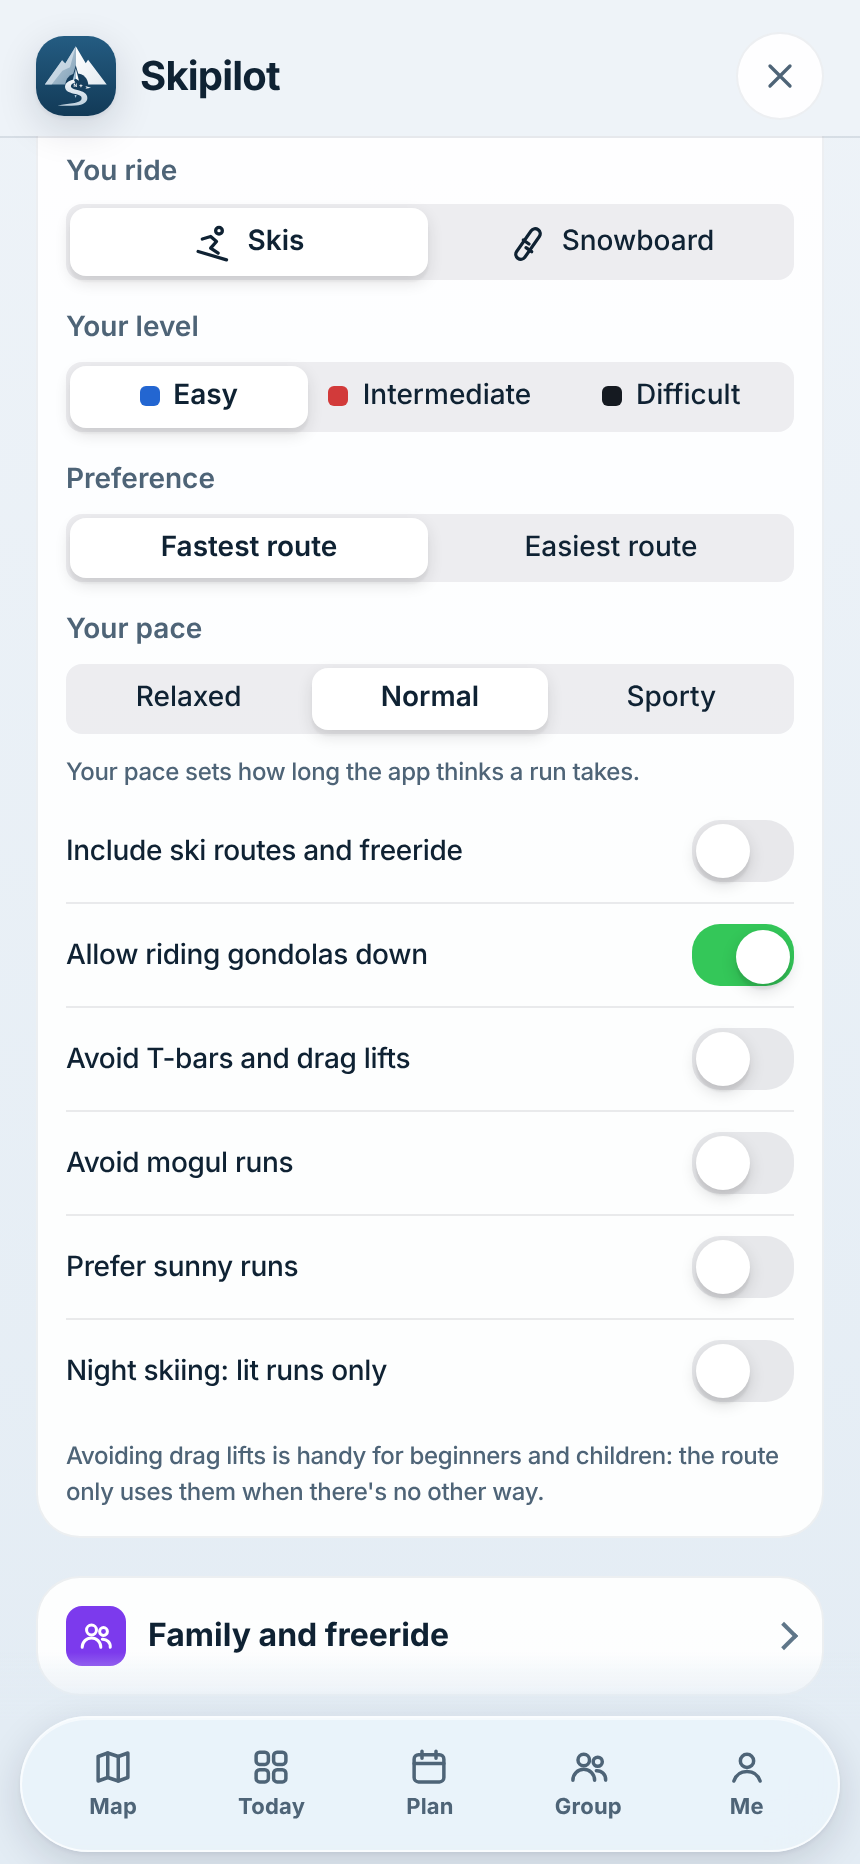 Skipilot
You ride
Skis
Snowboard
Your level
Easy
Intermediate
Difficult
Preference
Fastest route
Easiest route
Your pace
Relaxed
Normal
Sporty
Your pace sets how long the app thinks a run takes.
Include ski routes and freeride
Allow riding gondolas down
Avoid T-bars and drag lifts
Avoid mogul runs
Prefer sunny runs
Night skiing: lit runs only
Avoiding drag lifts is handy for beginners and children: the route
only uses them when there's no other way.
Family and freeride
Map
Today
Plan
Group
Me